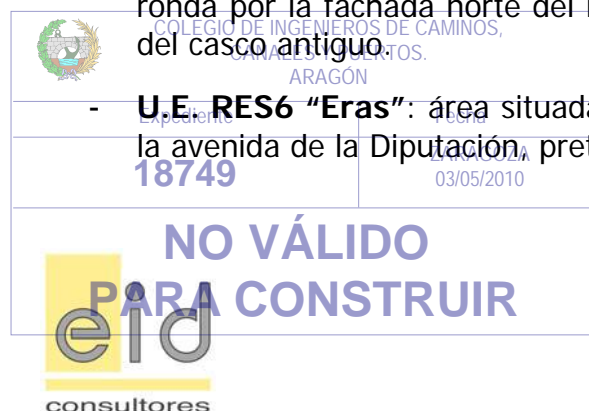 ronda por la fachada norte del
COLEGIO DE INGENIEROS DE CAMINOS,
del casco antiguo.
CANALES Y PUERTOS.
ARAGÓN
- U.E. RES6 “Eras”: área situad
Expediente Fecha
la avenida de la Diputación, pre
ZARAGOZA
18749 03/05/2010
NO VÁLIDO
PARA CONSTRUIR
eid
consultores